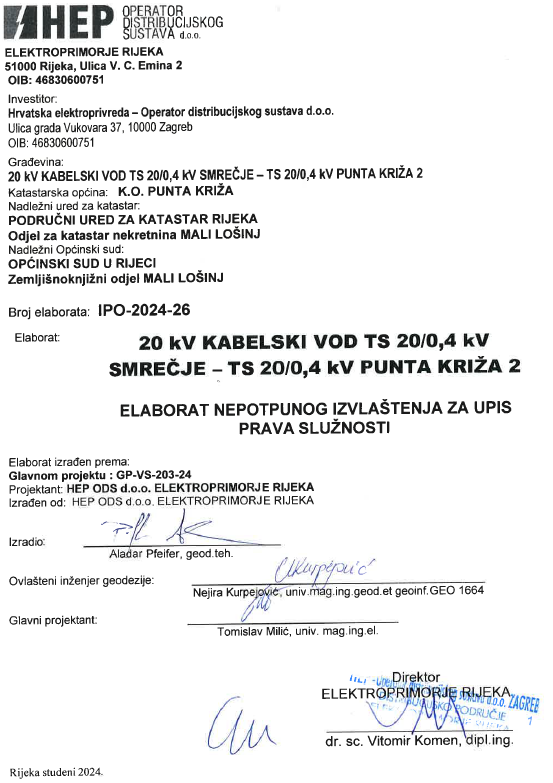 HEP OPERATOR
DISTRIBUCIJSKOG
SUSTAVA d.o.o.
ELEKTROPRIMORJE RIJEKA
51000 Rijeka, Ulica V. C. Emina 2
OIB: 46830600751
Investitor:
Hrvatska elektroprivreda – Operator distribucijskog sustava d.o.o.
Ulica grada Vukovara 37, 10000 Zagreb
OIB: 46830600751
Građevina:
20 kV KABELSKI VOD TS 20/0,4 kV SMREČJE – TS 20/0,4 kV PUNTA KRIŽA 2
Katastarska općina: K.O. PUNTA KRIŽA
Nadležni ured za katastar:
PODRUČNI URED ZA KATASTAR RIJEKA
Odjel za katastar nekretnina MALI LOŠINJ
Nadležni Općinski sud:
OPĆINSKI SUD U RIJECI
Zemljišnoknjižni odjel MALI LOŠINJ
Broj elaborata: IPO-2024-26
Elaborat:
20 kV KABELSKI VOD TS 20/0,4 kV
SMREČJE – TS 20/0,4 kV PUNTA KRIŽA 2
ELABORAT NEPOTPUNOG IZVLAŠTENJA ZA UPIS
PRAVA SLUŽNOSTI
Elaborat izrađen prema:
Glavnom projektu : GP-VS-203-24
Projektant: HEP ODS d.o.o. ELEKTROPRIMORJE RIJEKA
Izrađen od: HEP ODS d.o.o. ELEKTROPRIMORJE RIJEKA
Izradio:
Aladar Pfeifer, geod.teh.
Ovlašteni inženjer geodezije:
Nejira Kurpejović, univ.mag.ing.geod.et geoinf.GEO 1664
Glavni projektant:
Tomislav Milić, univ. mag.ing.el.
Direktor
ELEKTROPRIMORJE RIJEKA
d.o.o. ZAGREB
PODRUČJE
1
dr. sc. Vitomir Komen, dipl.ing.
Rijeka studeni 2024.